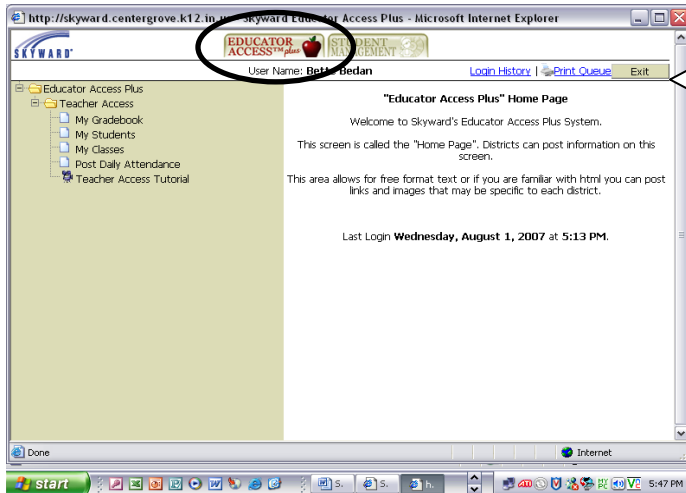 http://skyward.centergrove.k12.in.us - Skyward Educator Access Plus - Microsoft Internet Explorer
SKYWARD®
EDUCATOR ACCESS™ plus
STUDENT MANAGEMENT
User Name: Bette Bedan
Login History | Print Queue
Exit
Educator Access Plus
Teacher Access
My Gradebook
My Students
My Classes
Post Daily Attendance
Teacher Access Tutorial
"Educator Access Plus" Home Page
Welcome to Skyward's Educator Access Plus System.
This screen is called the "Home Page". Districts can post information on this
screen.
This area allows for free format text or if you are familiar with html you can post
links and images that may be specific to each district.
Last Login Wednesday, August 1, 2007 at 5:13 PM.
Done
Internet
start
S.
S.
h.
5:47 PM